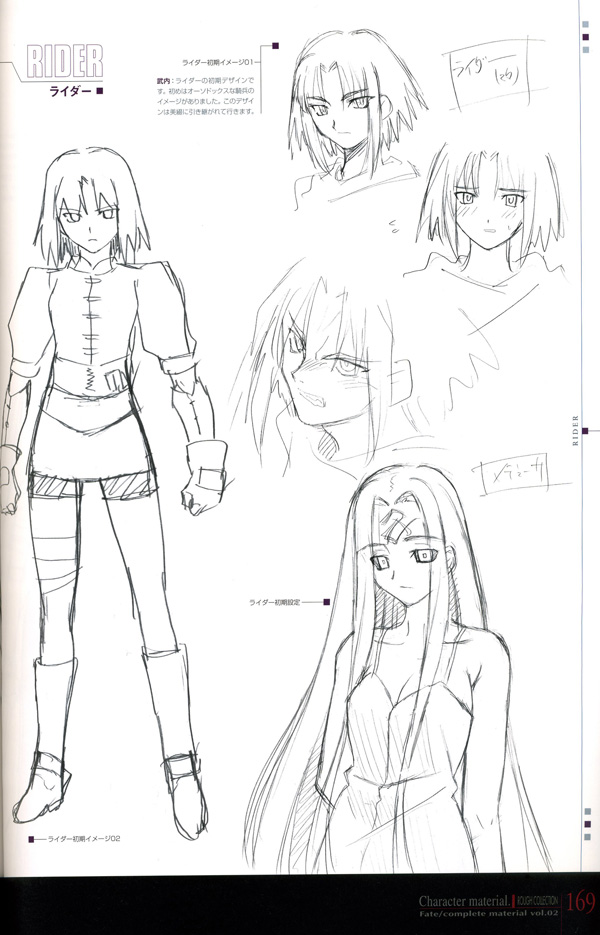 RIDER
ライダー
ライダー初期イメージ01
武内：ライダーの初期デザインで
す。初めはオーソドックスな騎兵の
イメージがありました。このデザイ
ンは美綴に引き継がれて行きます。
ライダー
RIDER
メデューサ
ライダー初期設定
ライダー初期イメージ02
Character material. ROUGH COLLECTION 169
Fate/complete material vol.02